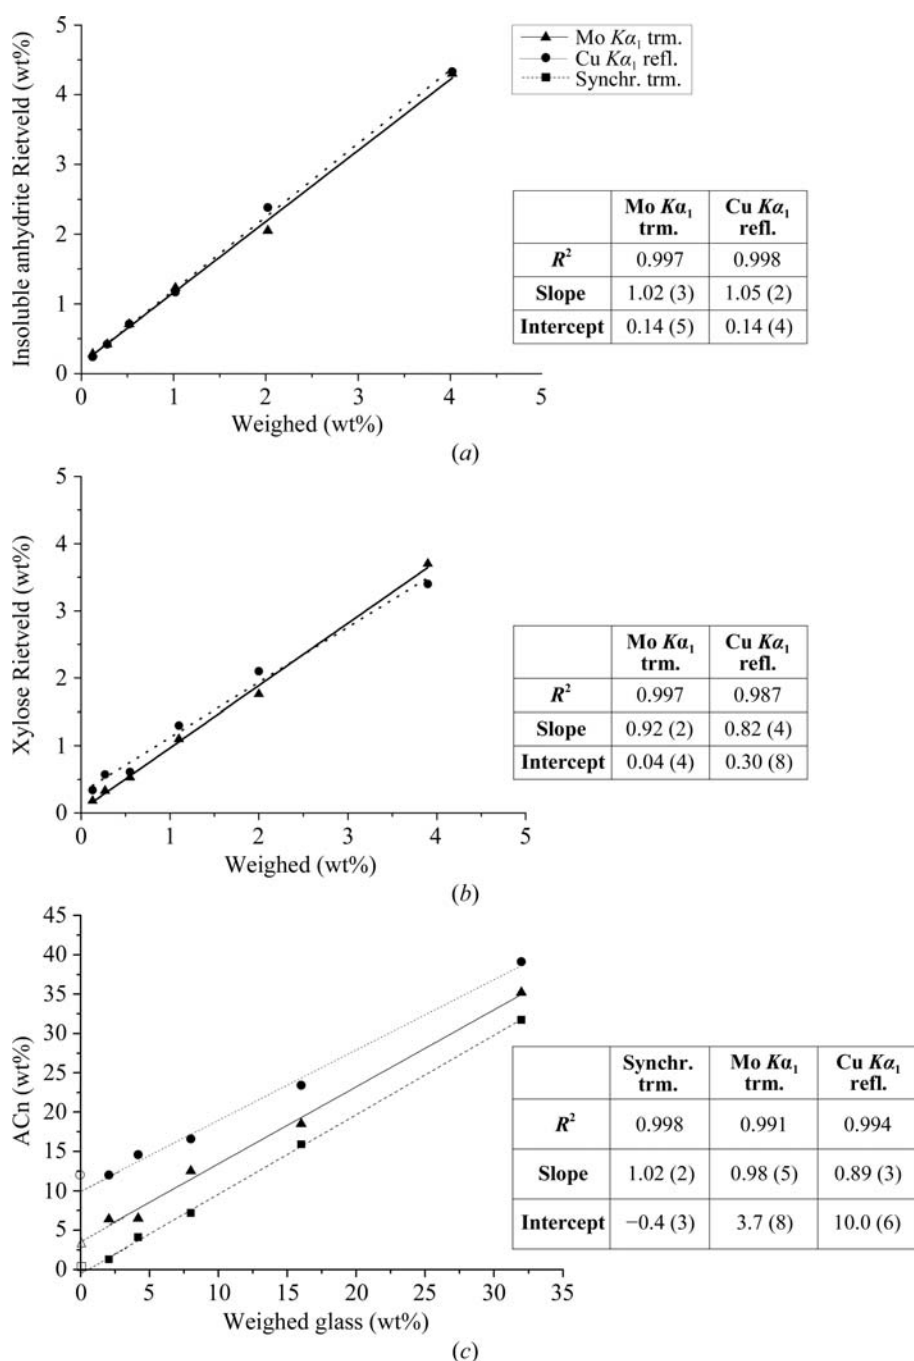 5
4
3
2
1
0
Insoluble anhydrite Rietveld (wt%)
0 1 2 3 4 5
Weighed (wt%)
Mo Kα₁ trm.
Cu Kα₁ refl.
Synchr. trm.
Mo Kα₁ Cu Kα₁
trm. refl.
R² 0.997 0.998
Slope 1.02 (3) 1.05 (2)
Intercept 0.14 (5) 0.14 (4)
(a)
5
4
3
2
1
0
Xylose Rietveld (wt%)
0 1 2 3 4 5
Weighed (wt%)
Mo Kα₁ Cu Kα₁
trm. refl.
R² 0.997 0.987
Slope 0.92 (2) 0.82 (4)
Intercept 0.04 (4) 0.30 (8)
(b)
45
40
35
30
25
20
15
10
5
0
ACn (wt%)
0 5 10 15 20 25 30 35
Weighed glass (wt%)
Synchr. Mo Kα₁ Cu Kα₁
trm. trm. refl.
R² 0.998 0.991 0.994
Slope 1.02 (2) 0.98 (5) 0.89 (3)
Intercept −0.4 (3) 3.7 (8) 10.0 (6)
(c)